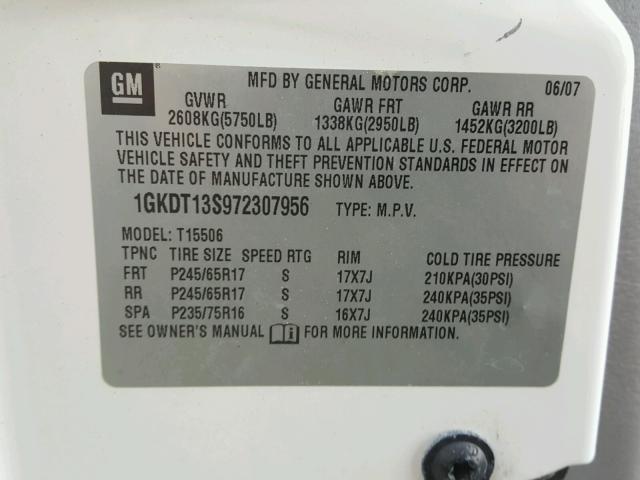 GM
®
MFD BY GENERAL MOTORS CORP. 06/07
GVWR GAWR FRT GAWR RR
2608KG(5750LB) 1338KG(2950LB) 1452KG(3200LB)
THIS VEHICLE CONFORMS TO ALL APPLICABLE U.S. FEDERAL MOTOR
VEHICLE SAFETY AND THEFT PREVENTION STANDARDS IN EFFECT ON
THE DATE OF MANUFACTURE SHOWN ABOVE.
1GKDT13S972307956 TYPE: M.P.V.
MODEL: T15506
TPNC TIRE SIZE SPEED RTG RIM COLD TIRE PRESSURE
FRT P245/65R17 S 17X7J 210KPA(30PSI)
RR P245/65R17 S 17X7J 240KPA(35PSI)
SPA P235/75R16 S 16X7J 240KPA(35PSI)
SEE OWNER'S MANUAL FOR MORE INFORMATION.